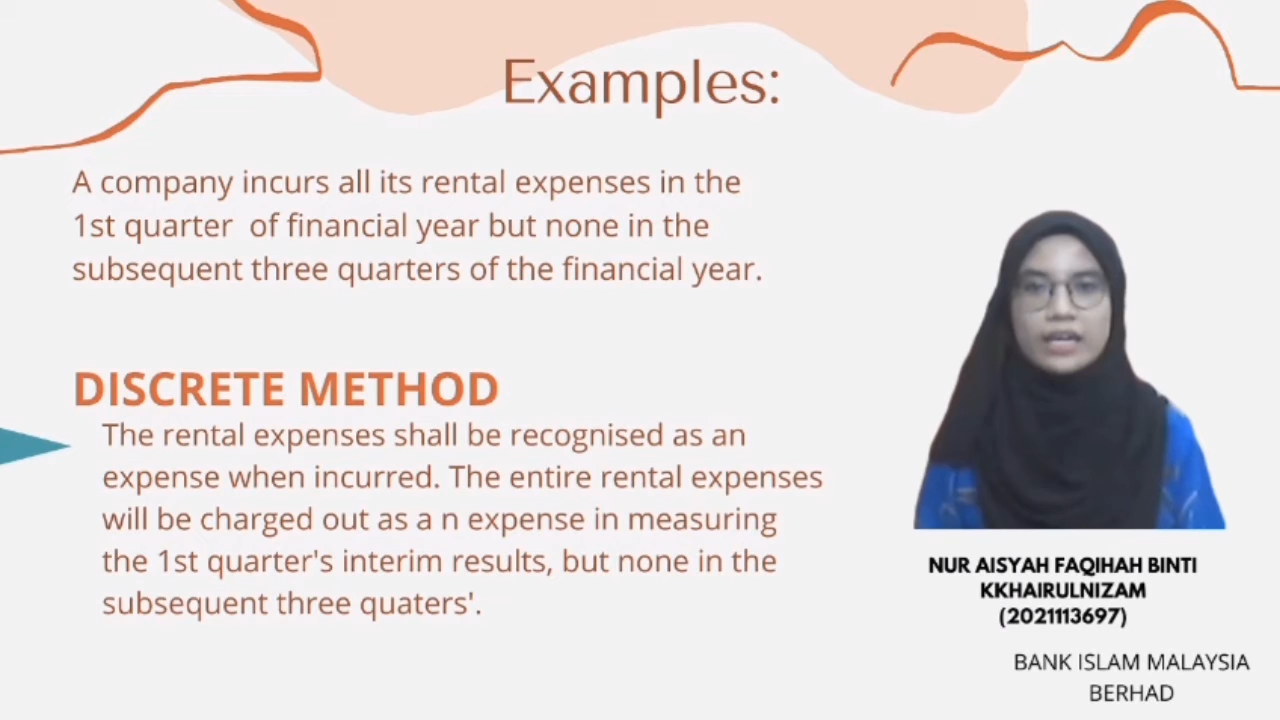 Examples:
A company incurs all its rental expenses in the
1st quarter of financial year but none in the
subsequent three quarters of the financial year.
DISCRETE METHOD
The rental expenses shall be recognised as an
expense when incurred. The entire rental expenses
will be charged out as a n expense in measuring
the 1st quarter's interim results, but none in the
subsequent three quaters'.
NUR AISYAH FAQIHAH BINTI
KKHAIRULNIZAM
(2021113697)
BANK ISLAM MALAYSIA
BERHAD